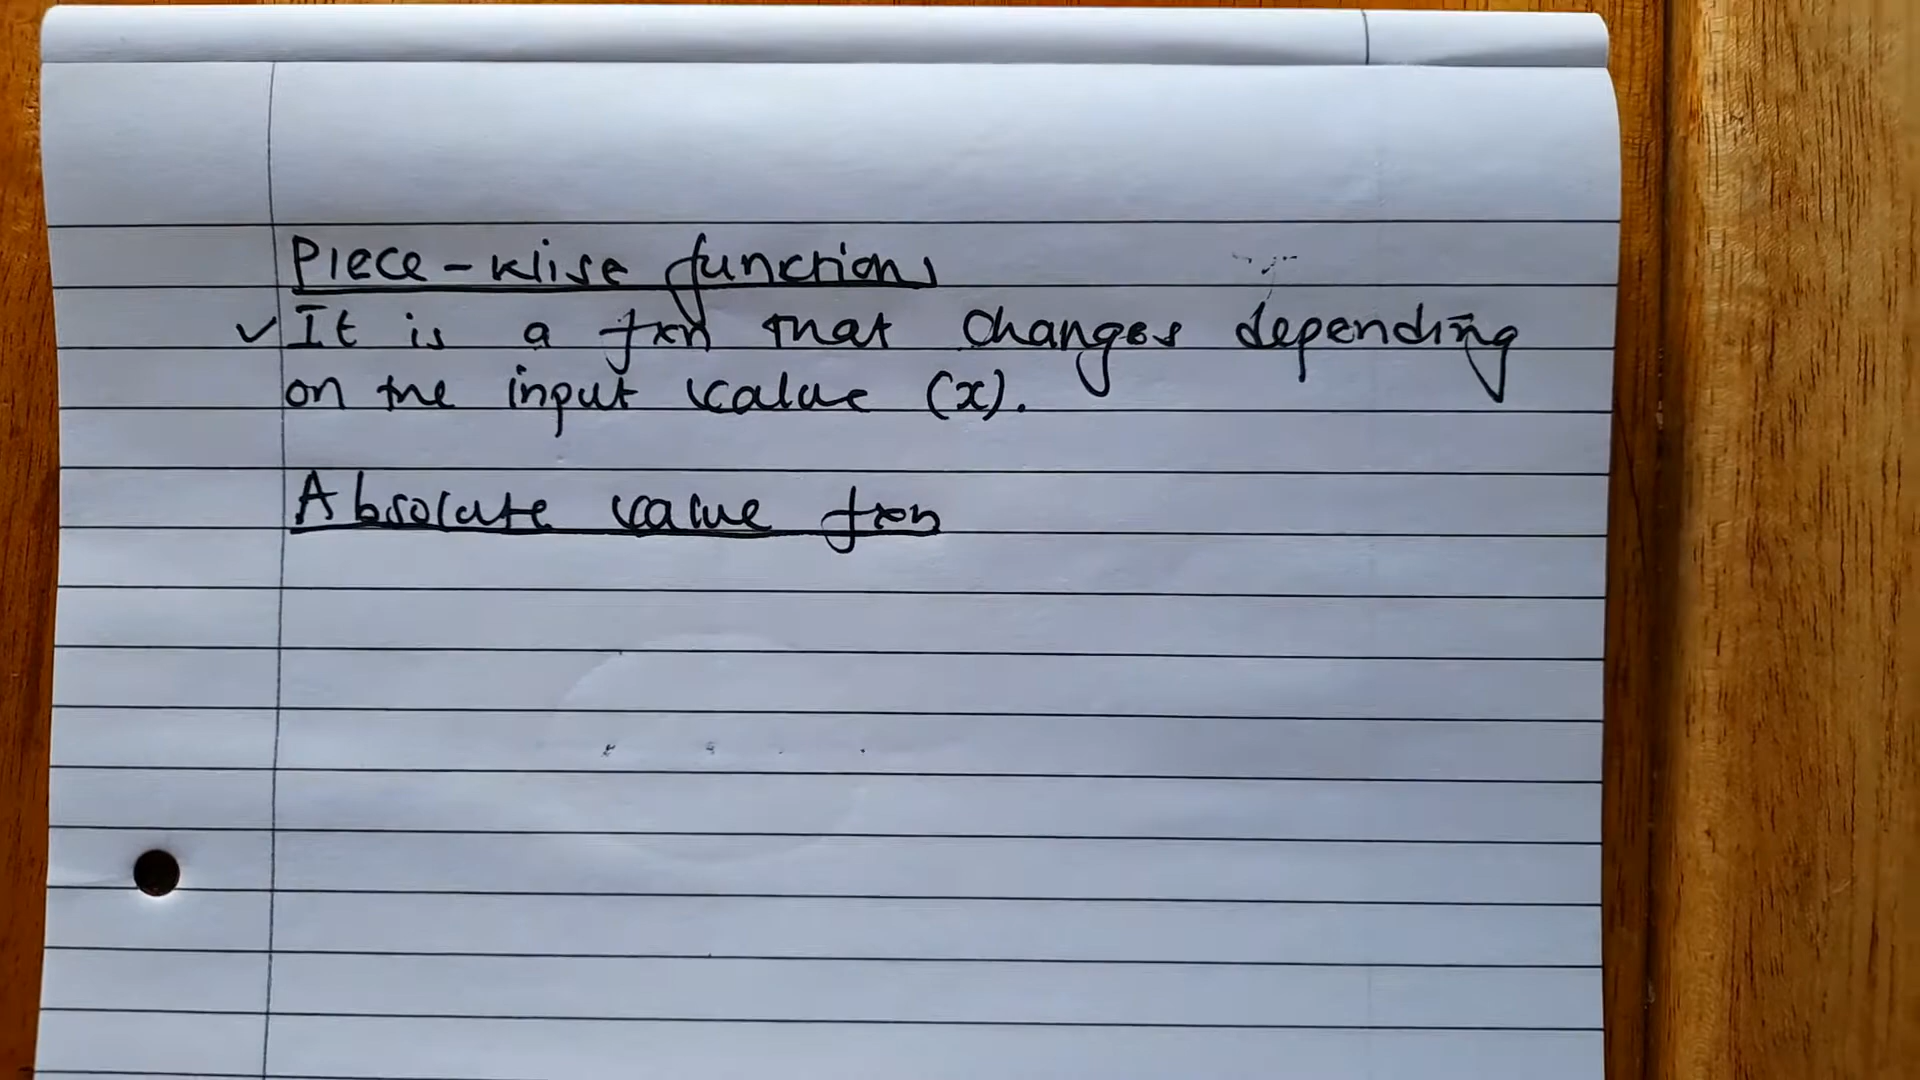 Piece-wise functions
✓ It is a fxn that changes depending
on the input value (x).
Absolute value fxn